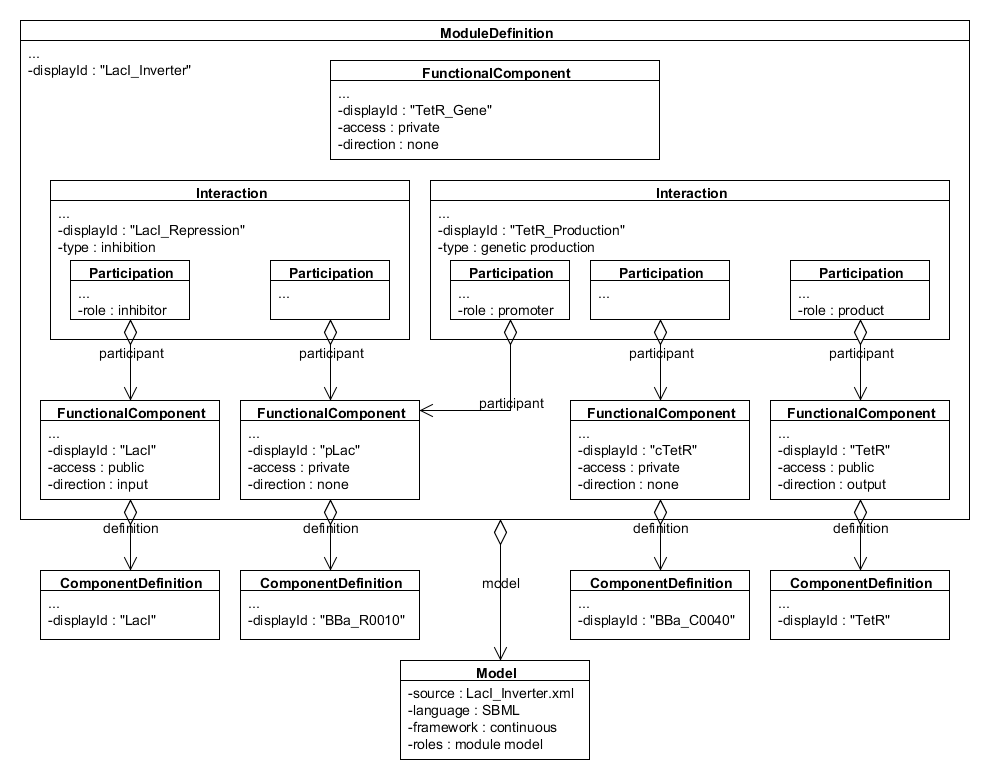 ModuleDefinition
...
-displayId : "LacI_Inverter"
FunctionalComponent
...
-displayId : "TetR_Gene"
-access : private
-direction : none
Interaction
...
-displayId : "LacI_Repression"
-type : inhibition
Participation
...
-role : inhibitor
Participation
...
Interaction
...
-displayId : "TetR_Production"
-type : genetic production
Participation
...
-role : promoter
Participation
...
Participation
...
-role : product
participant
participant
participant
participant
participant
FunctionalComponent
...
-displayId : "LacI"
-access : public
-direction : input
FunctionalComponent
...
-displayId : "pLac"
-access : private
-direction : none
FunctionalComponent
...
-displayId : "cTetR"
-access : private
-direction : none
FunctionalComponent
...
-displayId : "TetR"
-access : public
-direction : output
definition
definition
definition
definition
model
ComponentDefinition
...
-displayId : "LacI"
ComponentDefinition
...
-displayId : "BBa_R0010"
ComponentDefinition
...
-displayId : "BBa_C0040"
ComponentDefinition
...
-displayId : "TetR"
Model
-source : LacI_Inverter.xml
-language : SBML
-framework : continuous
-roles : module model